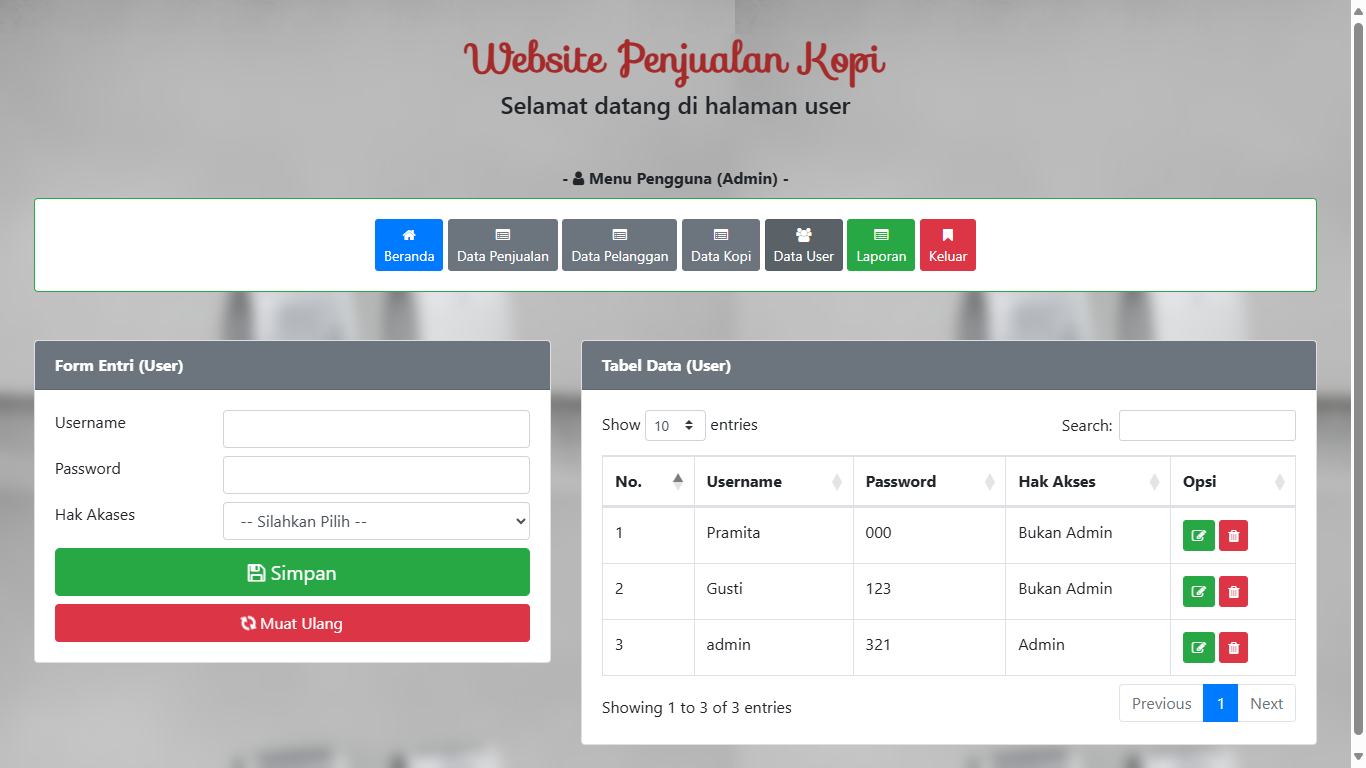 Website Penjualan Kopi
Selamat datang di halaman user
- Menu Pengguna (Admin) -
Beranda Data Penjualan Data Pelanggan Data Kopi Data User Laporan Keluar
Form Entri (User)
Username
Password
Hak Akases -- Silahkan Pilih --
Simpan
Muat Ulang
Tabel Data (User)
Show 10 entries Search:
No. Username Password Hak Akses Opsi
1 Pramita 000 Bukan Admin
2 Gusti 123 Bukan Admin
3 admin 321 Admin
Showing 1 to 3 of 3 entries Previous 1 Next